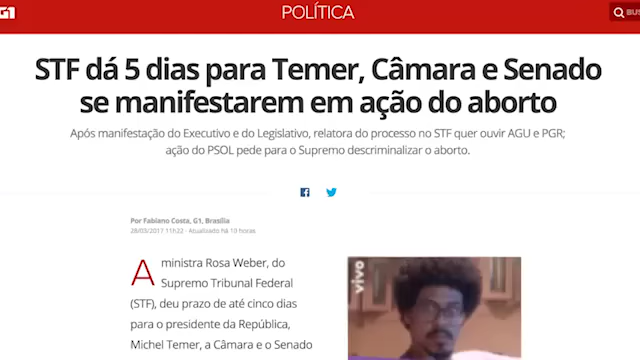 G1
POLÍTICA
BUS
STF dá 5 dias para Temer, Câmara e Senado
se manifestarem em ação do aborto
Após manifestação do Executivo e do Legislativo, relatora do processo no STF quer ouvir AGU e PGR;
ação do PSOL pede para o Supremo descriminalizar o aborto.
Por Fabiano Costa, G1, Brasília
28/03/2017 11h22 · Atualizado há 10 horas
A ministra Rosa Weber, do
Supremo Tribunal Federal
(STF), deu prazo de até cinco dias
para o presidente da República,
Michel Temer, a Câmara e o Senado
vivo